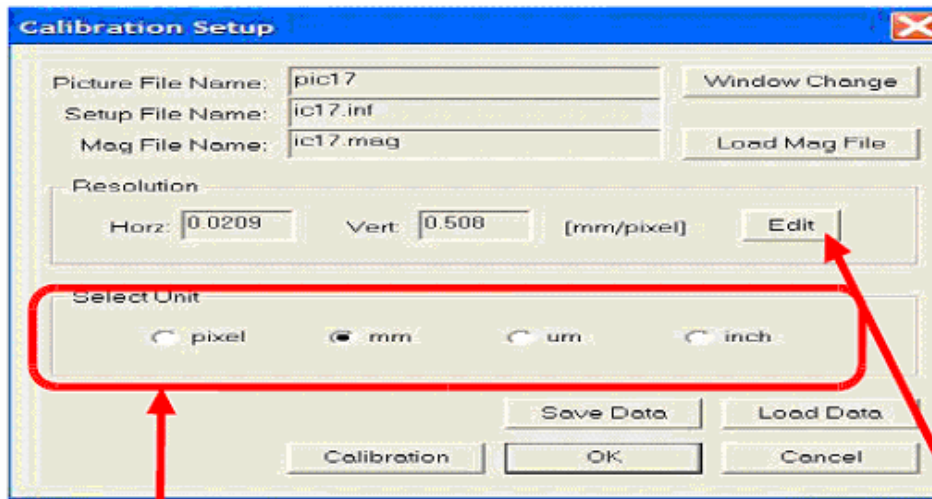 Calibration Setup
Picture File Name: pic17 Window Change
Setup File Name: ic17.inf
Mag File Name: ic17.mag Load Mag File
Resolution
Horz: 0.0209 Vert: 0.508 [mm/pixel] Edit
Select Unit
pixel mm um inch
Save Data Load Data
Calibration OK Cancel